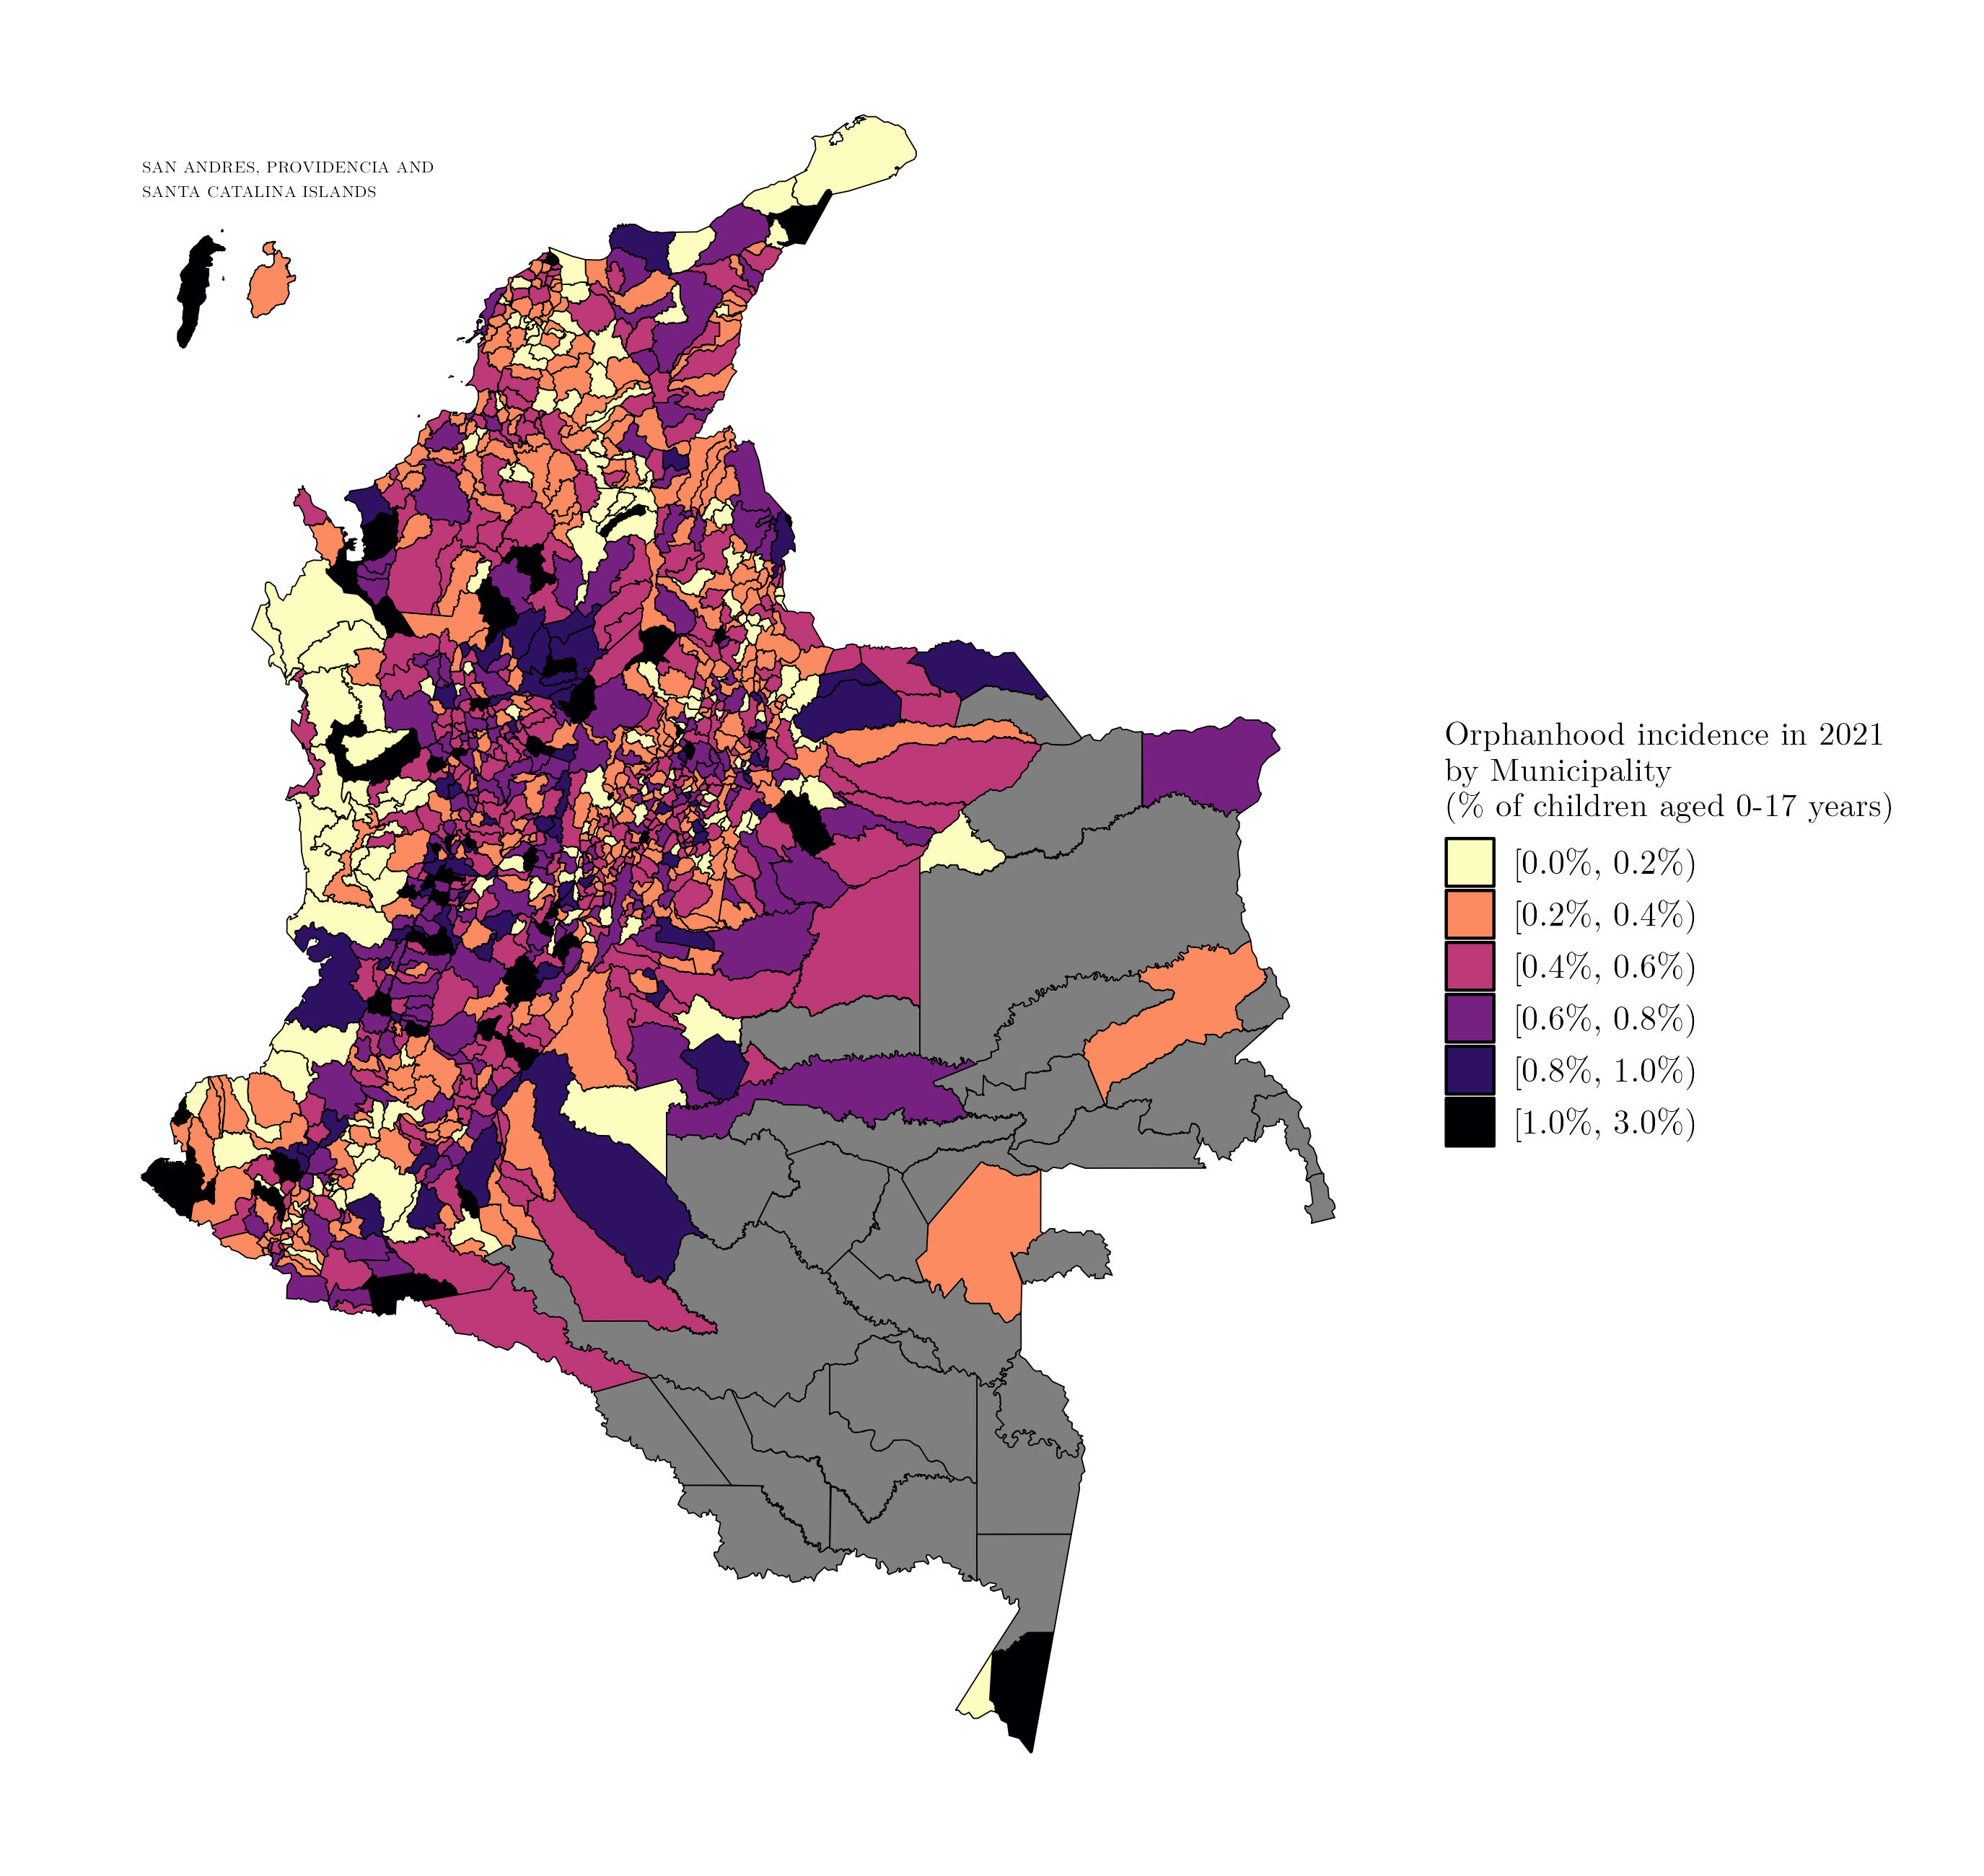 SAN ANDRES, PROVIDENCIA AND
SANTA CATALINA ISLANDS
Orphanhood incidence in 2021
by Municipality
(% of children aged 0-17 years)
[0.0%, 0.2%)
[0.2%, 0.4%)
[0.4%, 0.6%)
[0.6%, 0.8%)
[0.8%, 1.0%)
[1.0%, 3.0%)